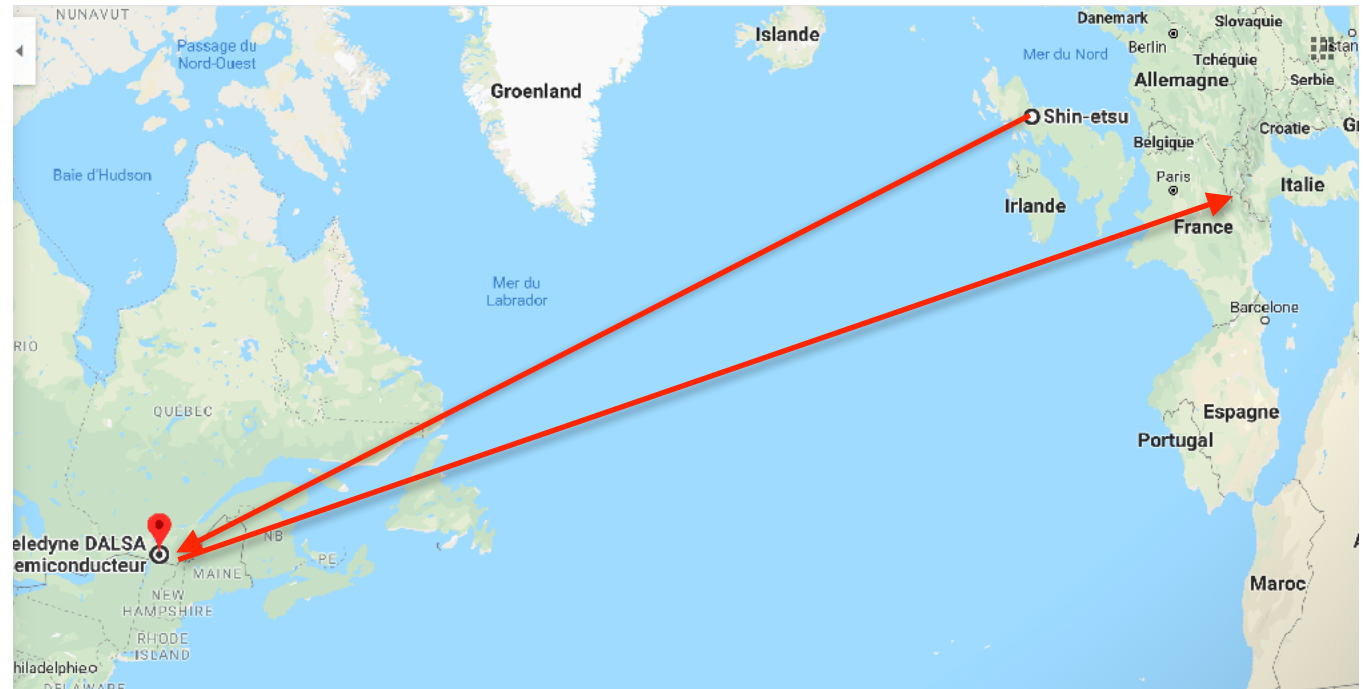 NUNAVUT
Passage du
Nord-Ouest
Islande
Danemark
Slovaquie
Mer du Nord
Berlin
Tchéquie
Allemagne
Serbie
Groenland
Shin-etsu
Croatie
Belgique
Baie d'Hudson
Paris
Italie
Irlande
France
Mer du
Labrador
Barcelone
RIO
QUÉBEC
Espagne
Portugal
eledyne DALSA
emiconducteur
NB
PE
MAINE
Maroc
NEW
HAMPSHIRE
RHODE
ISLAND
hiladelphie
DELAWARE